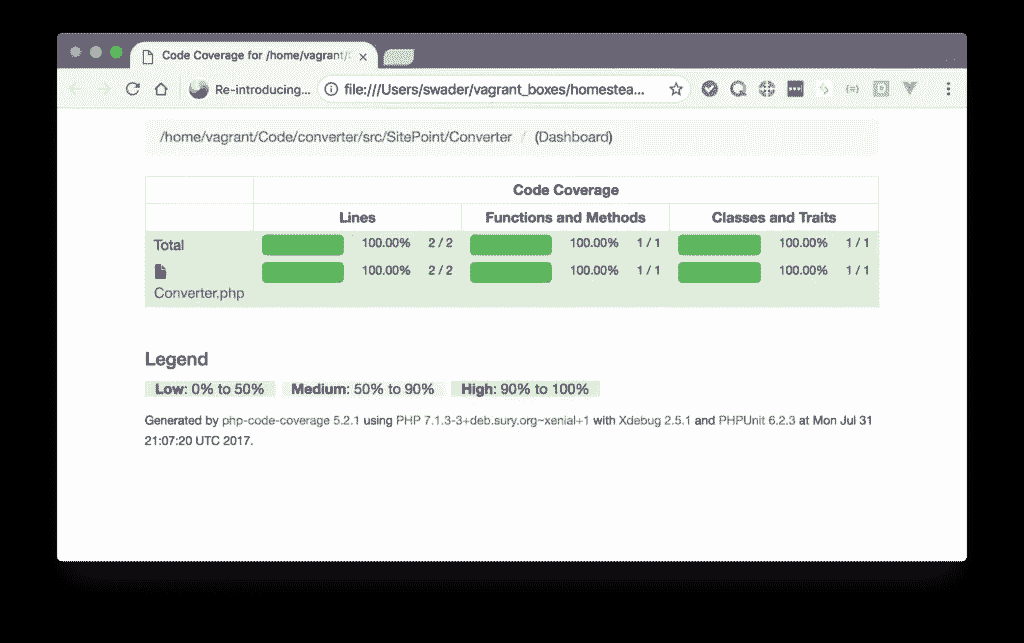 Code Coverage for /home/vagrant/
Re-introducing...
file:///Users/swader/vagrant_boxes/homestea...
/home/vagrant/Code/converter/src/SitePoint/Converter / (Dashboard)
Code Coverage
Lines Functions and Methods Classes and Traits
Total 100.00% 2 / 2 100.00% 1 / 1 100.00% 1 / 1
Converter.php 100.00% 2 / 2 100.00% 1 / 1 100.00% 1 / 1
Legend
Low: 0% to 50% Medium: 50% to 90% High: 90% to 100%
Generated by php-code-coverage 5.2.1 using PHP 7.1.3-3+deb.sury.org~xenial+1 with Xdebug 2.5.1 and PHPUnit 6.2.3 at Mon Jul 31
21:07:20 UTC 2017.